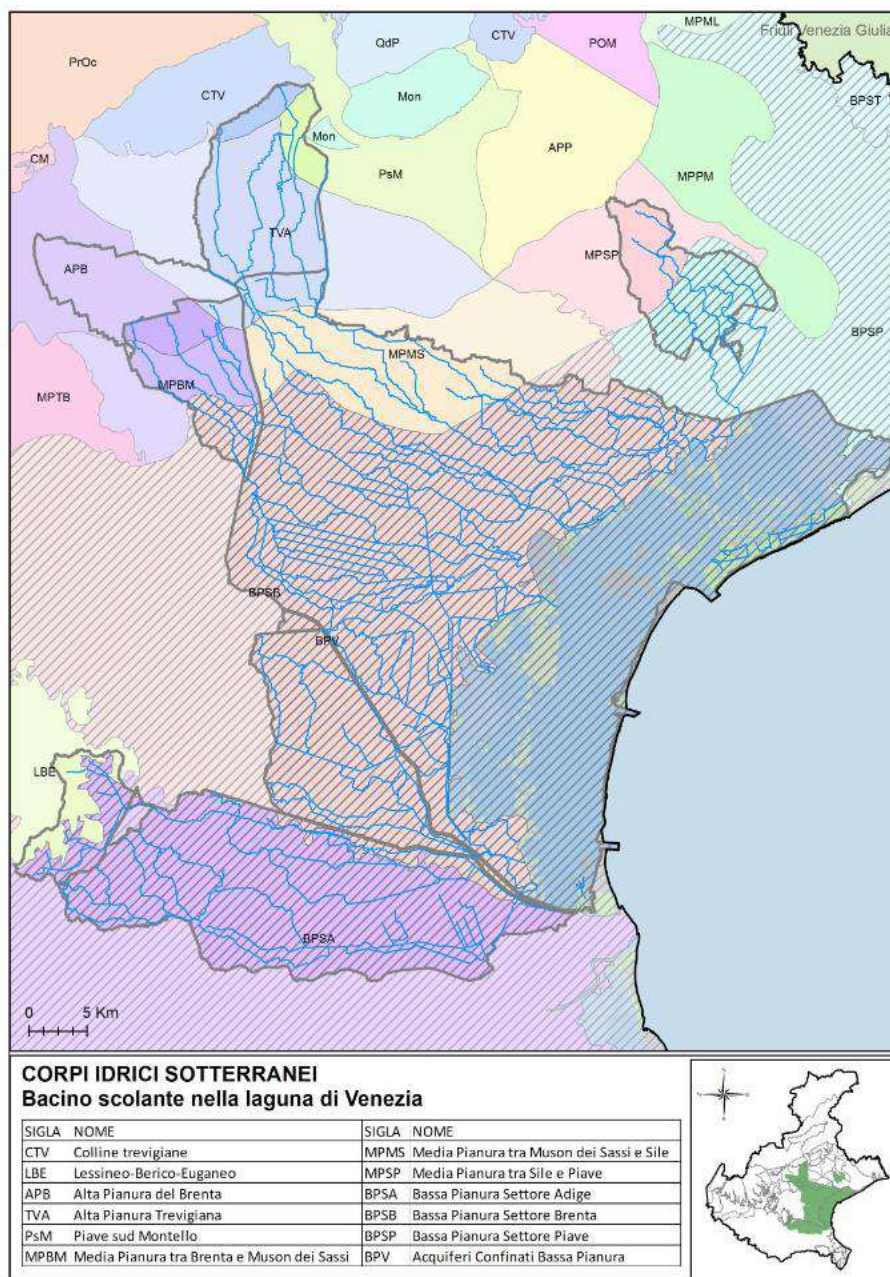 MPML
Friuli Venezia Giulia
QdP
CTV
POM
PrOc
CTV
Mon
BPST
Mon
APP
CM
PsM
MPPM
TVA
APB
MPSP
BPSP
MPMS
MPBM
MPTB
BPSB
BPV
LBE
BPSA
0 5 Km
CORPI IDRICI SOTTERRANEI
Bacino scolante nella laguna di Venezia
SIGLA NOME SIGLA NOME
CTV Colline trevigiane MPMS Media Pianura tra Muson dei Sassi e Sile
LBE Lessineo-Berico-Euganeo MPSP Media Pianura tra Sile e Piave
APB Alta Pianura del Brenta BPSA Bassa Pianura Settore Adige
TVA Alta Pianura Trevigiana BPSB Bassa Pianura Settore Brenta
PsM Piave sud Montello BPSP Bassa Pianura Settore Piave
MPBM Media Pianura tra Brenta e Muson dei Sassi BPV Acquiferi Confinati Bassa Pianura